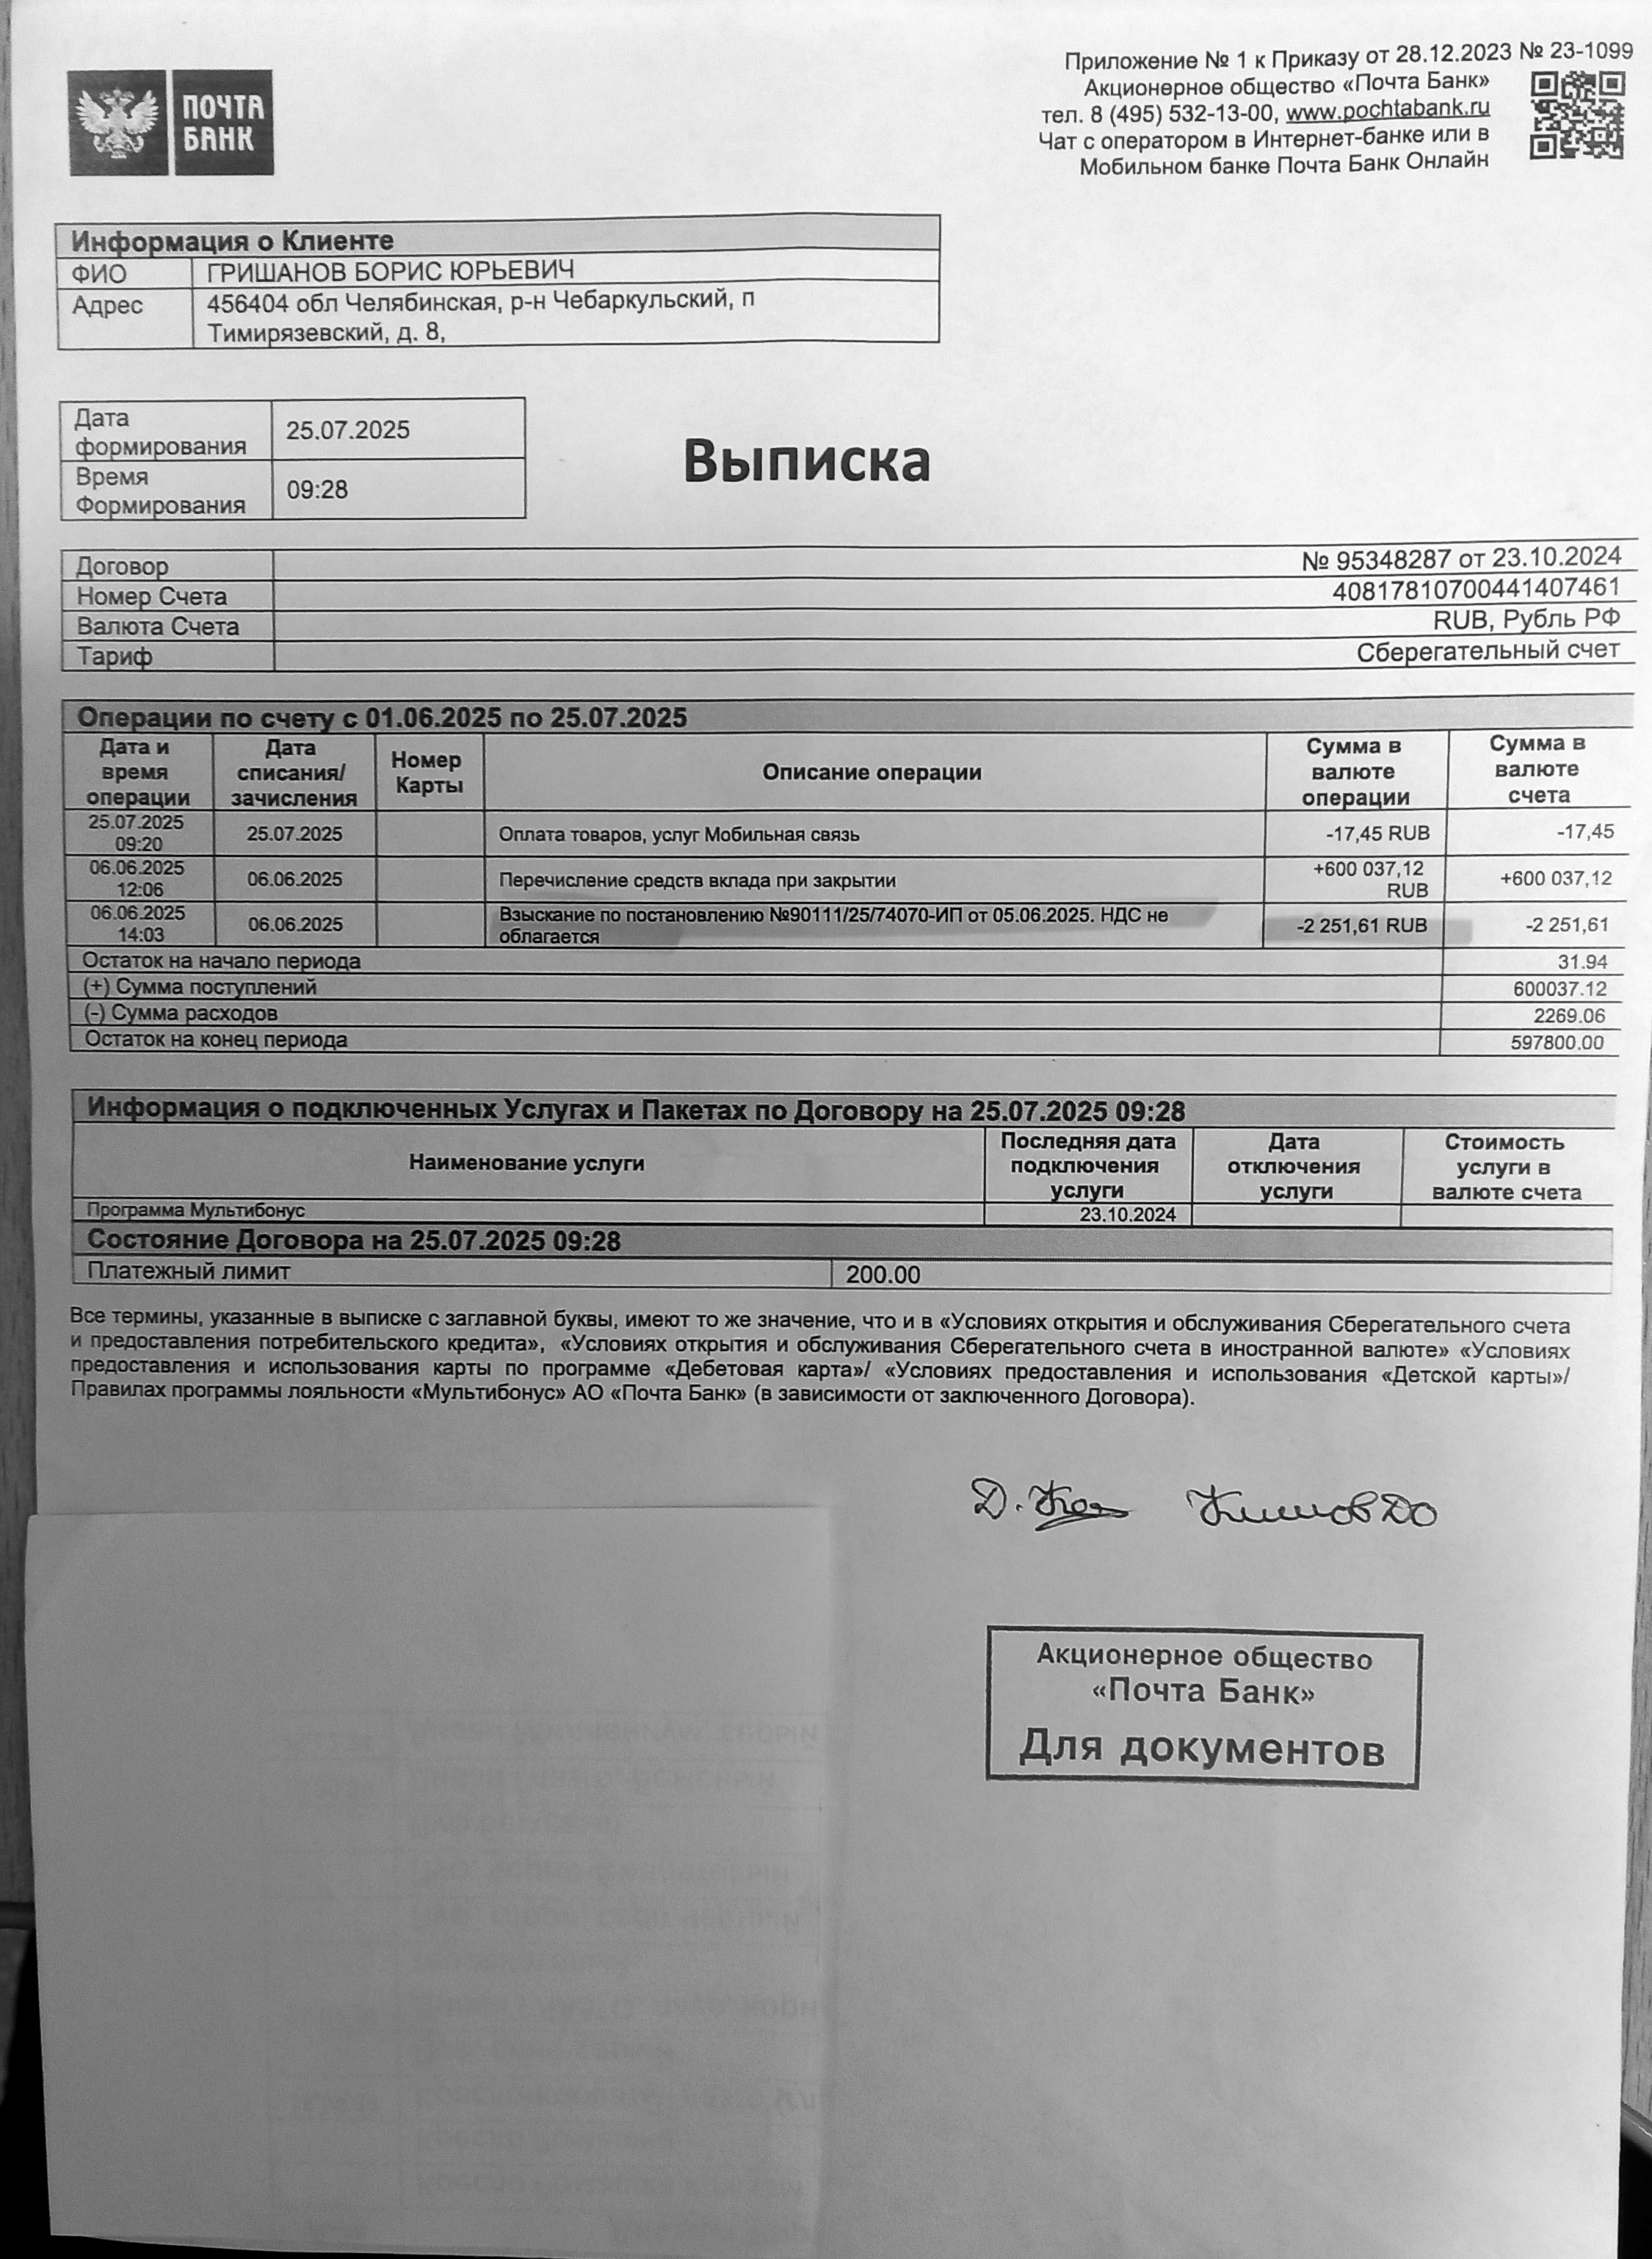 Приложение № 1 к Приказу от 28.12.2023 № 23-1099
Акционерное общество «Почта Банк»
тел. 8 (495) 532-13-00, www.pochtabank.ru
Чат с оператором в Интернет-банке или в
Мобильном банке Почта Банк Онлайн
ПОЧТА
БАНК
Информация о Клиенте
ФИО ГРИШАНОВ БОРИС ЮРЬЕВИЧ
Адрес 456404 обл Челябинская, р-н Чебаркульский, п
Тимирязевский, д. 8,
Дата
формирования 25.07.2025
Время
Формирования 09:28
Выписка
Договор № 95348287 от 23.10.2024
Номер Счета 40817810700441407461
Валюта Счета RUB, Рубль РФ
Тариф Сберегательный счет
Операции по счету с 01.06.2025 по 25.07.2025
Дата и время операции Дата списания/зачисления Номер Карты Описание операции Сумма в валюте операции Сумма в валюте счета
25.07.2025 09:20 25.07.2025 Оплата товаров, услуг Мобильная связь -17,45 RUB -17,45
06.06.2025 12:06 06.06.2025 Перечисление средств вклада при закрытии +600 037,12 RUB +600 037,12
06.06.2025 14:03 06.06.2025 Взыскание по постановлению №90111/25/74070-ИП от 05.06.2025. НДС не облагается -2 251,61 RUB -2 251,61
Остаток на начало периода 31.94
(+) Сумма поступлений 600037.12
(-) Сумма расходов 2269.06
Остаток на конец периода 597800.00
Информация о подключенных Услугах и Пакетах по Договору на 25.07.2025 09:28
Наименование услуги Последняя дата подключения услуги Дата отключения услуги Стоимость услуги в валюте счета
Программа Мультибонус 23.10.2024
Состояние Договора на 25.07.2025 09:28
Платежный лимит 200.00
Все термины, указанные в выписке с заглавной буквы, имеют то же значение, что и в «Условиях открытия и обслуживания Сберегательного счета
и предоставления потребительского кредита», «Условиях открытия и обслуживания Сберегательного счета в иностранной валюте» «Условиях
предоставления и использования карты по программе «Дебетовая карта»/ «Условиях предоставления и использования «Детской карты»/
Правилах программы лояльности «Мультибонус» АО «Почта Банк» (в зависимости от заключенного Договора).
Акционерное общество
«Почта Банк»
Для документов